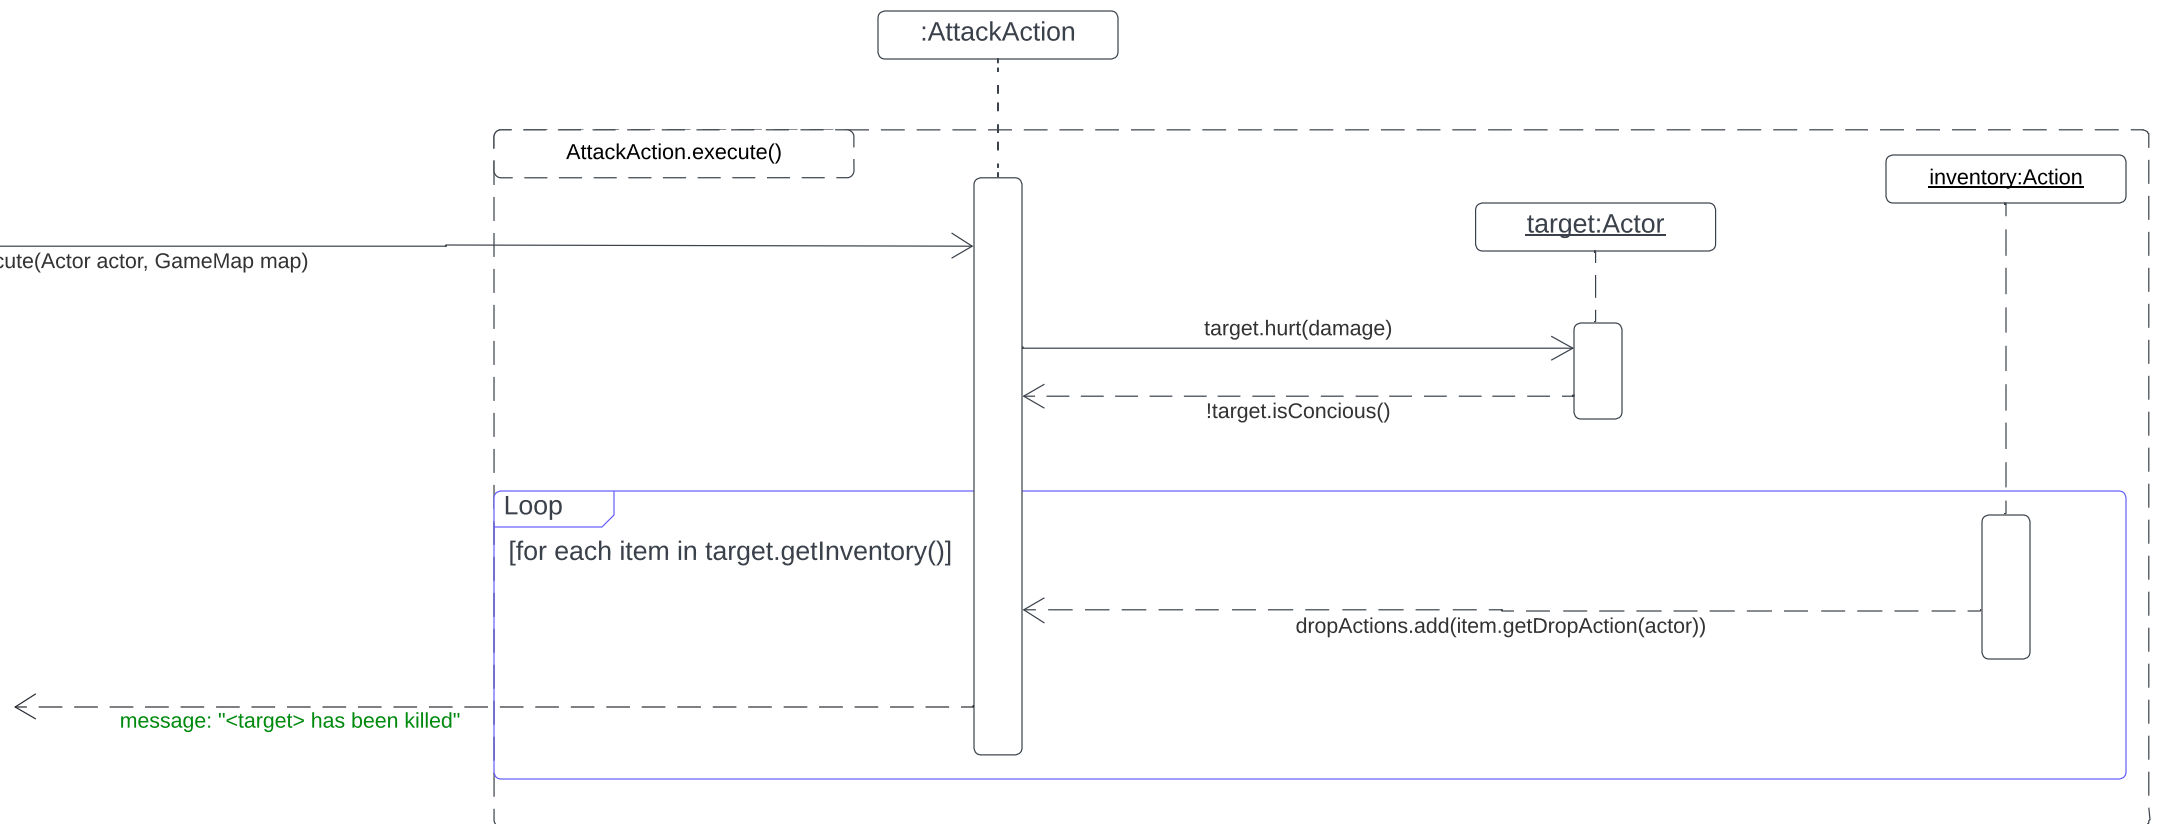 :AttackAction
AttackAction.execute()
inventory:Action
target:Actor
cute(Actor actor, GameMap map)
target.hurt(damage)
!target.isConcious()
Loop
[for each item in target.getInventory()]
dropActions.add(item.getDropAction(actor))
message: "<target> has been killed"